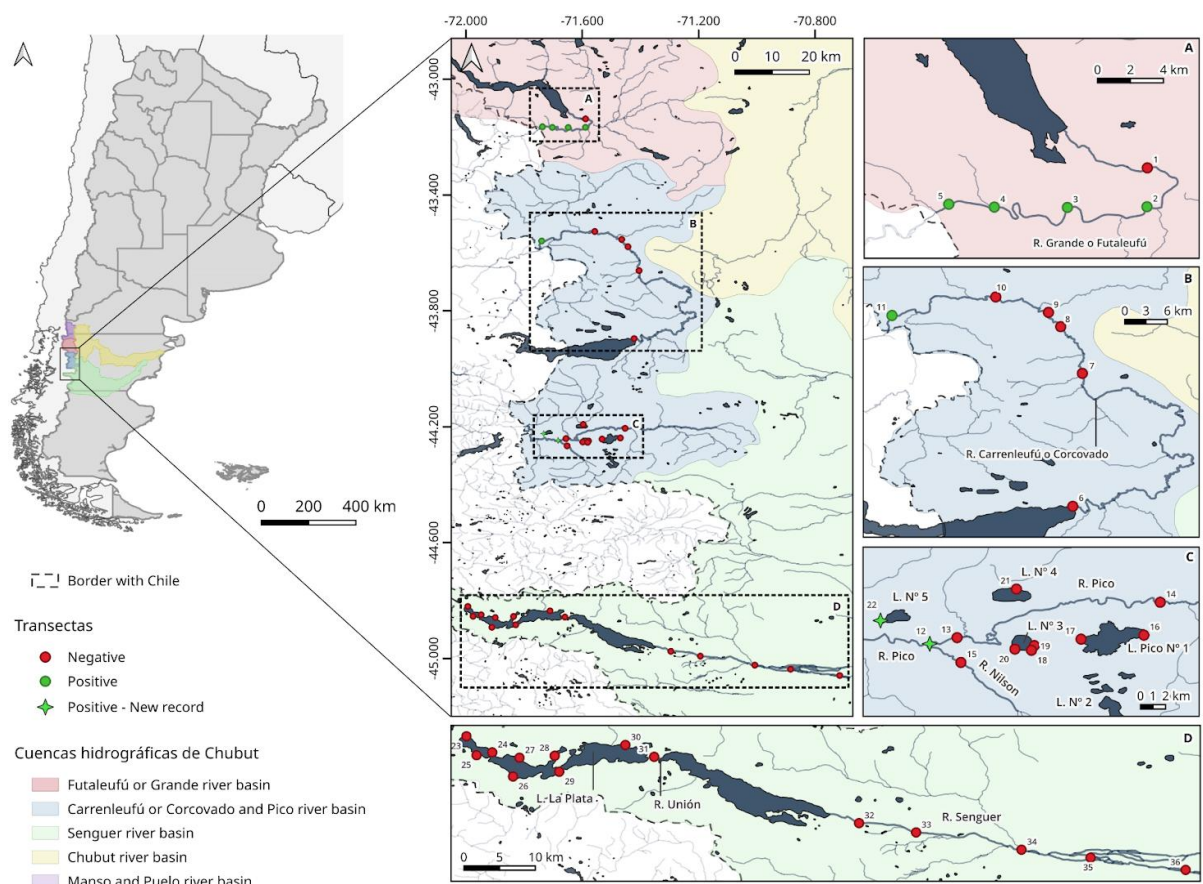 0 200 400 km
Border with Chile
Transectas
Negative
Positive
Positive - New record
Cuencas hidrográficas de Chubut
Futaleufú or Grande river basin
Carrenleufú or Corcovado and Pico river basin
Senguer river basin
Chubut river basin
Manso and Puelo river basin
-72.000 -71.600 -71.200 -70.800
0 10 20 km
-43.000
A
-43.400
B
-43.800
-44.200
C
-44.600
D
-45.000
A
0 2 4 km
1
5 4 3 2
R. Grande o Futaleufú
B
0 3 6 km
10
11 9
8
7
R. Carrenleufú o Corcovado
6
C
L. Nº 4
21 R. Pico
L. Nº 5 14
22
12 13 L. Nº 3 17 16
R. Pico 19 L. Pico Nº 1
15 20 18
R. Nilson
L. Nº 2
0 1 2 km
D
30
23 24 27 28 31
25
26 29
L. La Plata R. Unión
R. Senguer
32 33
34
35 36
0 5 10 km